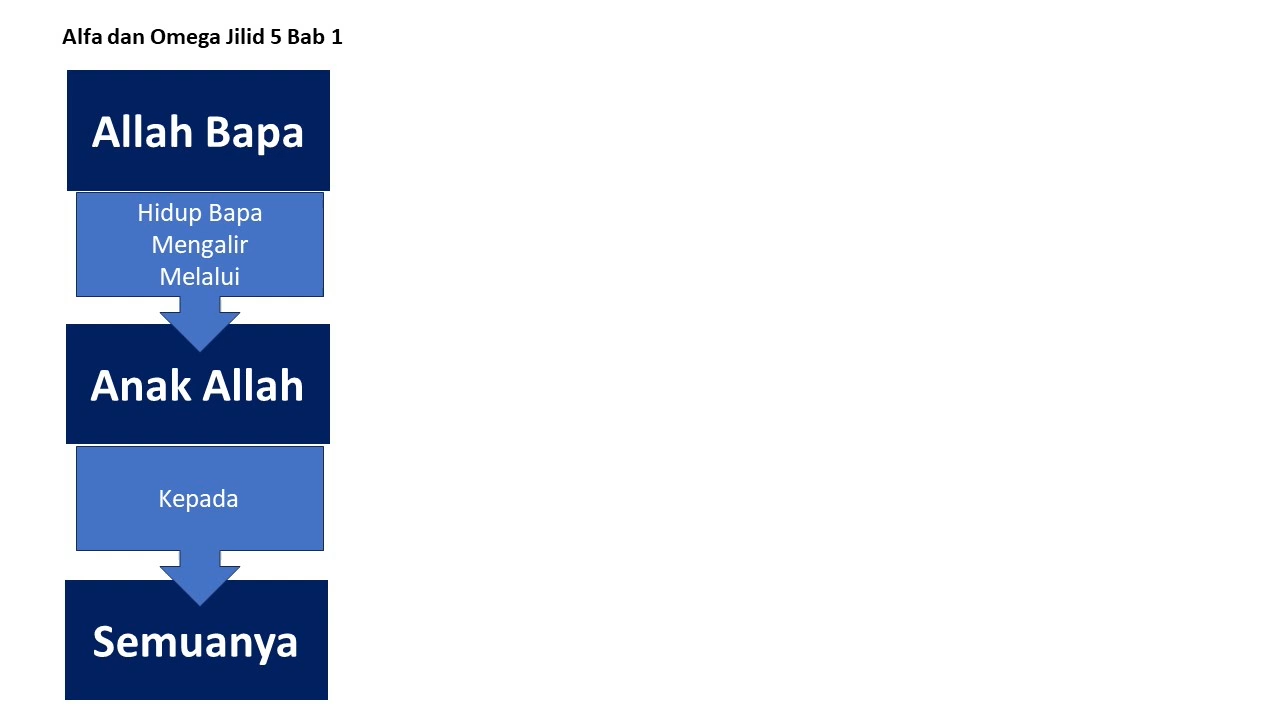 Alfa dan Omega Jilid 5 Bab 1
Allah Bapa
Hidup Bapa
Mengalir
Melalui
Anak Allah
Kepada
Semuanya